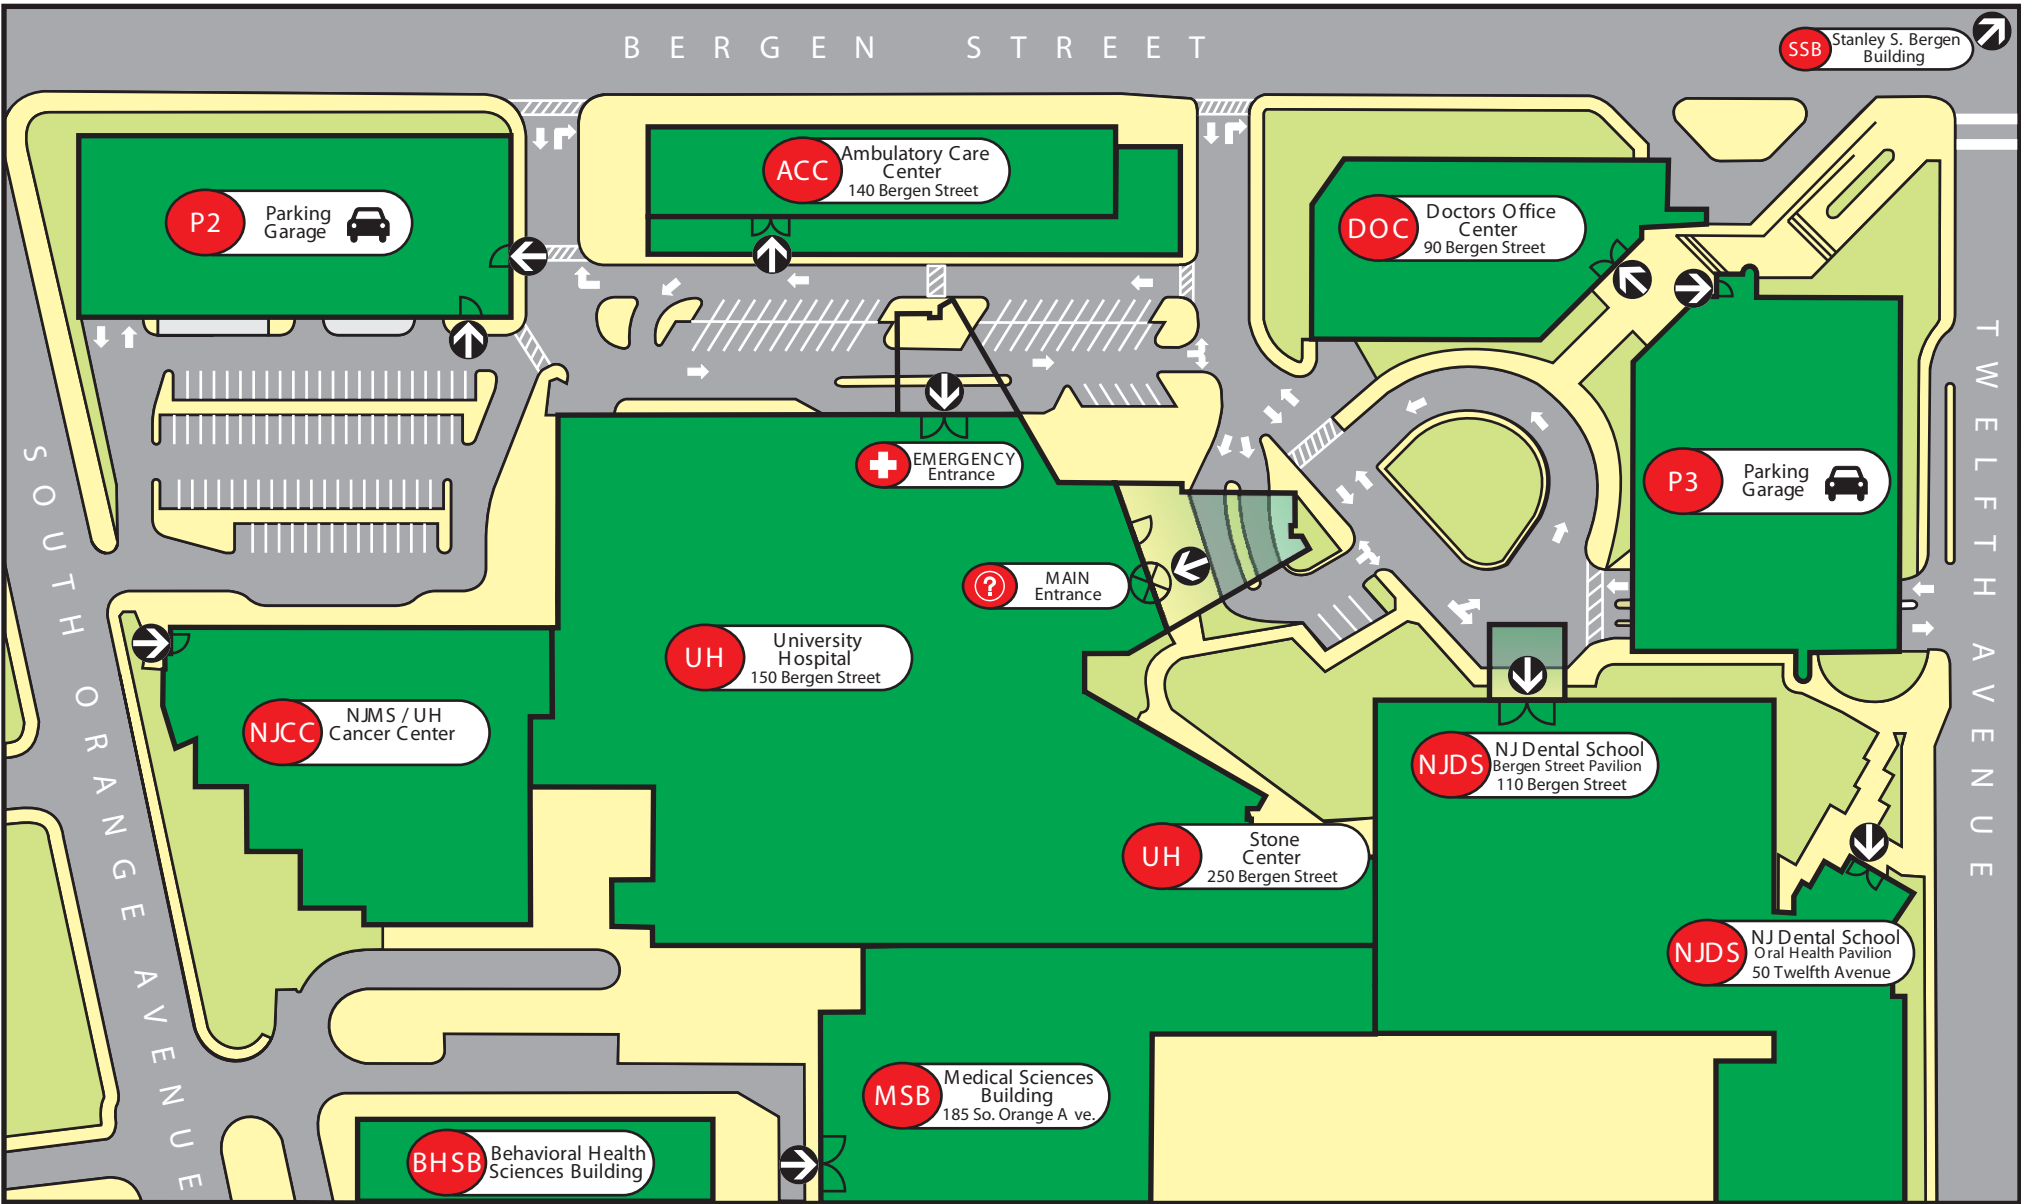 BERGEN STREET
SSB
Stanley S. Bergen
Building
P2
Parking
Garage
ACC
Ambulatory Care
Center
140 Bergen Street
DOC
Doctors Office
Center
90 Bergen Street
EMERGENCY
Entrance
P3
Parking
Garage
TWELFTH AVENUE
SOUTH ORANGE AVENUE
?
MAIN
Entrance
UH
University
Hospital
150 Bergen Street
NJCC
NJMS / UH
Cancer Center
NJDS
NJ Dental School
Bergen Street Pavilion
110 Bergen Street
UH
Stone
Center
250 Bergen Street
NJDS
NJ Dental School
Oral Health Pavilion
50 Twelfth Avenue
MSB
Medical Sciences
Building
185 So. Orange A ve.
BHSB
Behavioral Health
Sciences Building